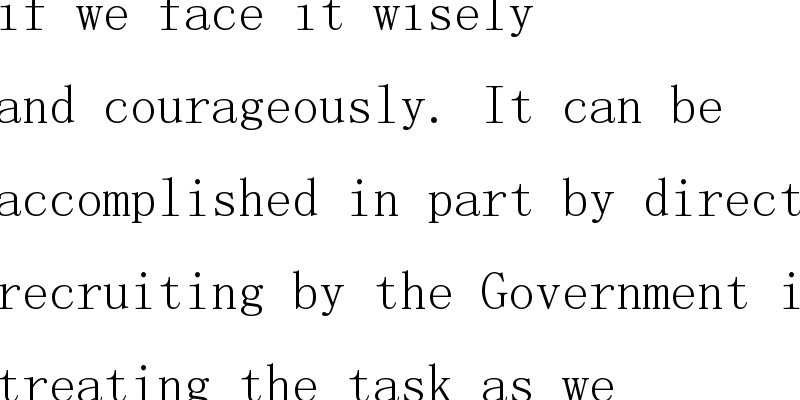 if we face it wisely
and courageously. It can be
accomplished in part by direct
recruiting by the Government i
treating the task as we